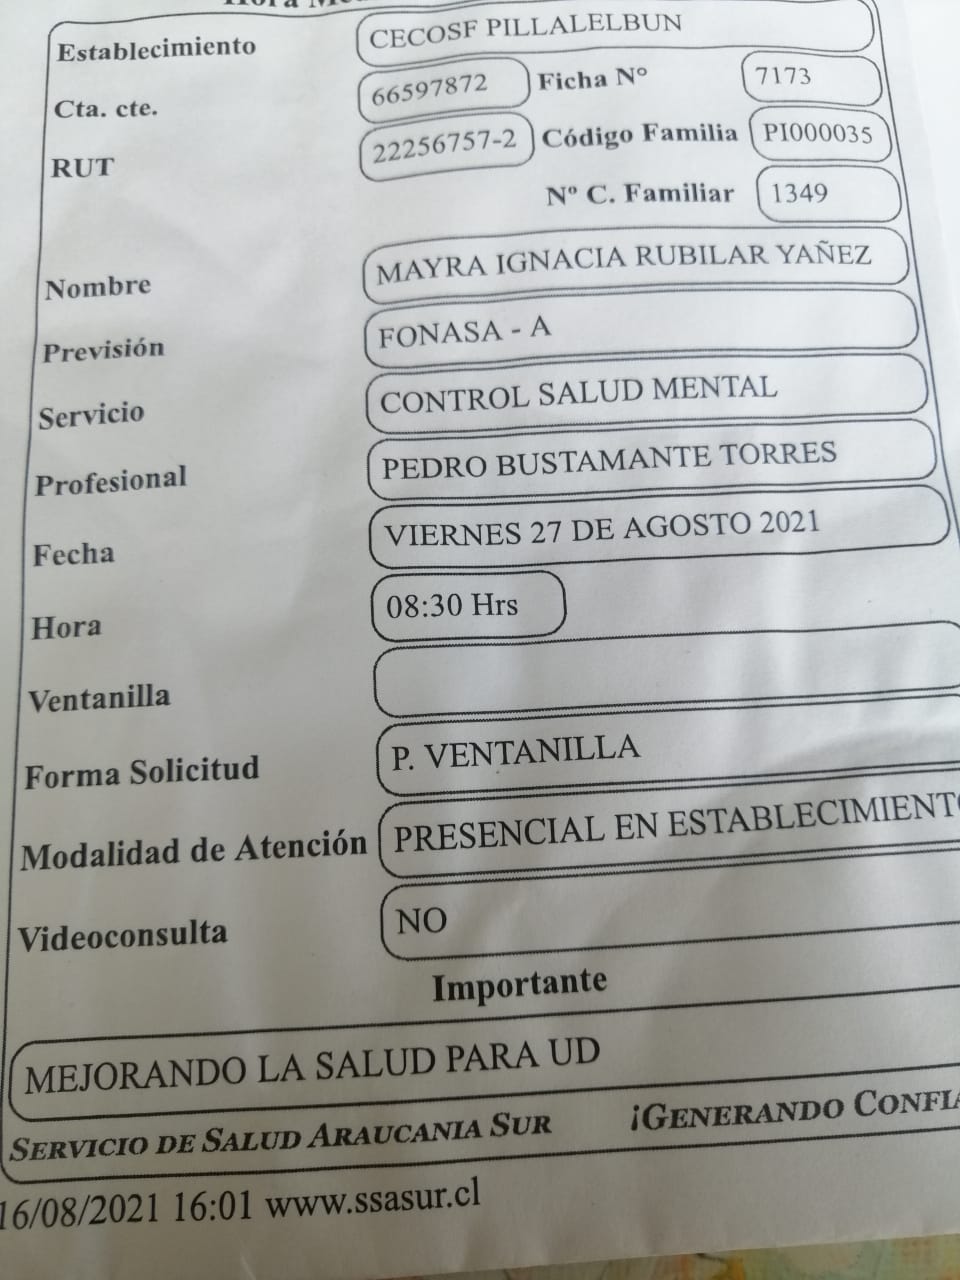 Establecimiento CECOSF PILLALELBUN
Cta. cte. 66597872 Ficha Nº 7173
RUT 22256757-2 Código Familia PI000035
Nº C. Familiar 1349
Nombre MAYRA IGNACIA RUBILAR YAÑEZ
Previsión FONASA - A
Servicio CONTROL SALUD MENTAL
Profesional PEDRO BUSTAMANTE TORRES
Fecha VIERNES 27 DE AGOSTO 2021
Hora 08:30 Hrs
Ventanilla
Forma Solicitud P. VENTANILLA
Modalidad de Atención PRESENCIAL EN ESTABLECIMIENTO
Videoconsulta NO
Importante
MEJORANDO LA SALUD PARA UD
SERVICIO DE SALUD ARAUCANIA SUR ¡GENERANDO
16/08/2021 16:01 www.ssasur.cl